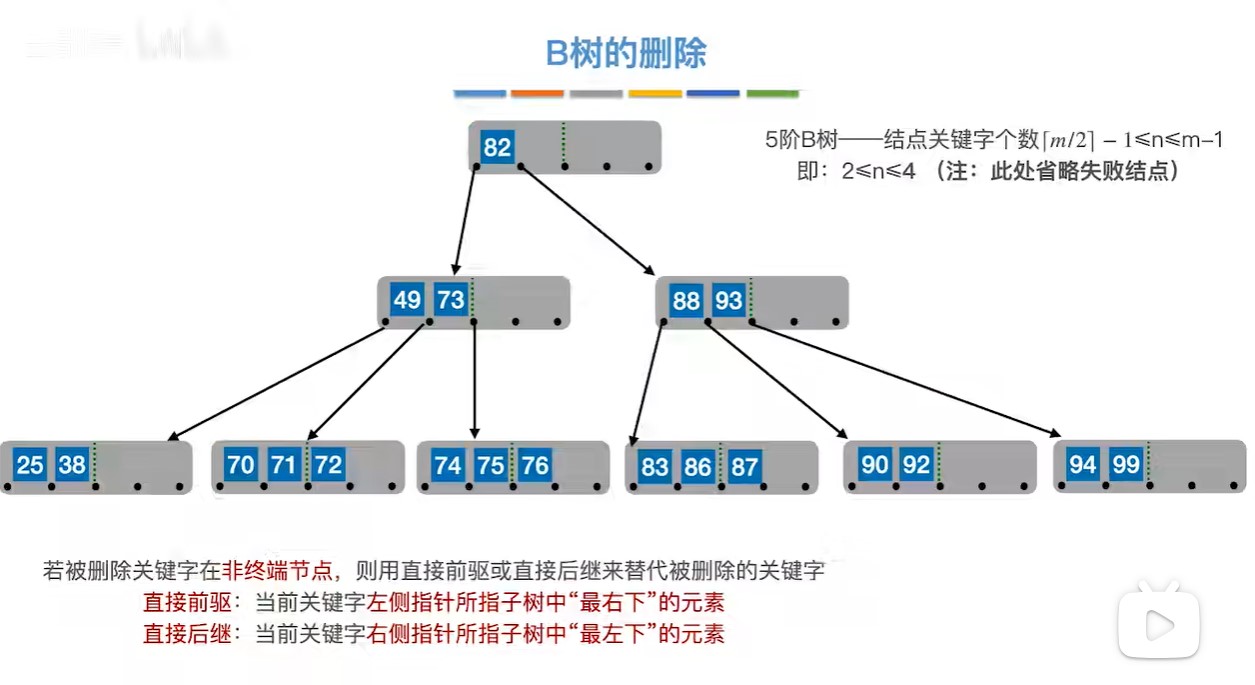 B树的删除
82
5阶B树——结点关键字个数⌈m/2⌉ − 1≤n≤m–1
即：2≤n≤4 （注：此处省略失败结点）
49 73
88 93
25 38
70 71 72
74 75 76
83 86 87
90 92
94 99
若被删除关键字在非终端节点，则用直接前驱或直接后继来替代被删除的关键字
直接前驱：当前关键字左侧指针所指子树中“最右下”的元素
直接后继：当前关键字右侧指针所指子树中“最左下”的元素